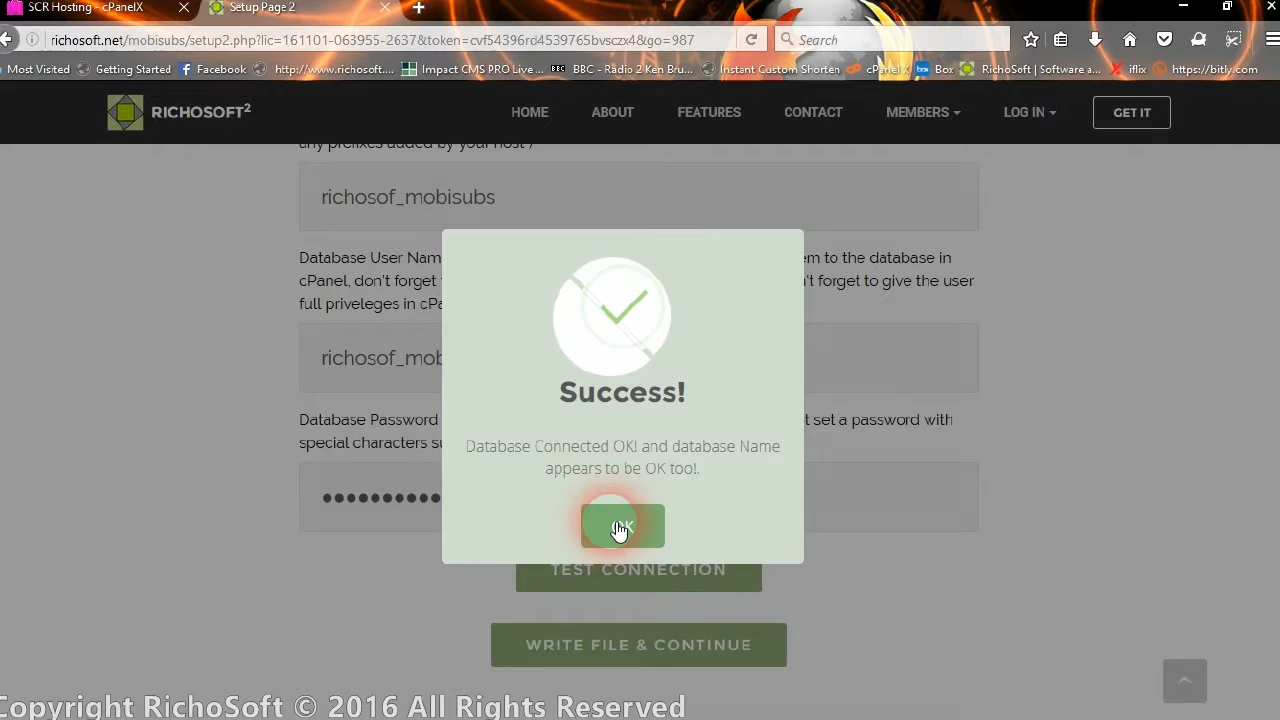 SCR Hosting - cPanelX
Setup Page 2
richosoft.net/mobisubs/setup2.php?lic=161101-063955-2637&token=cvf54396rd4539765bvsczx4&go=987
Search
Most Visited
Getting Started
Facebook
http://www.richosoft....
Impact CMS PRO Live ...
BBC - Radio 2 Ken Bru...
Instant Custom Shorten
cPanel X
Box
RichoSoft | Software a...
iflix
https://bitly.com
RICHOSOFT²
HOME
ABOUT
FEATURES
CONTACT
MEMBERS
LOG IN
GET IT
any prefixes added by your host )
richosof_mobisubs
Database User Nam
em to the database in
cPanel, don't forget
't forget to give the user
full priveleges in cPa
richosof_mob
Database Password
t set a password with
special characters su
Success!
Database Connected OK! and database Name
appears to be OK too!.
OK
TEST CONNECTION
WRITE FILE & CONTINUE
Copyright RichoSoft © 2016 All Rights Reserved